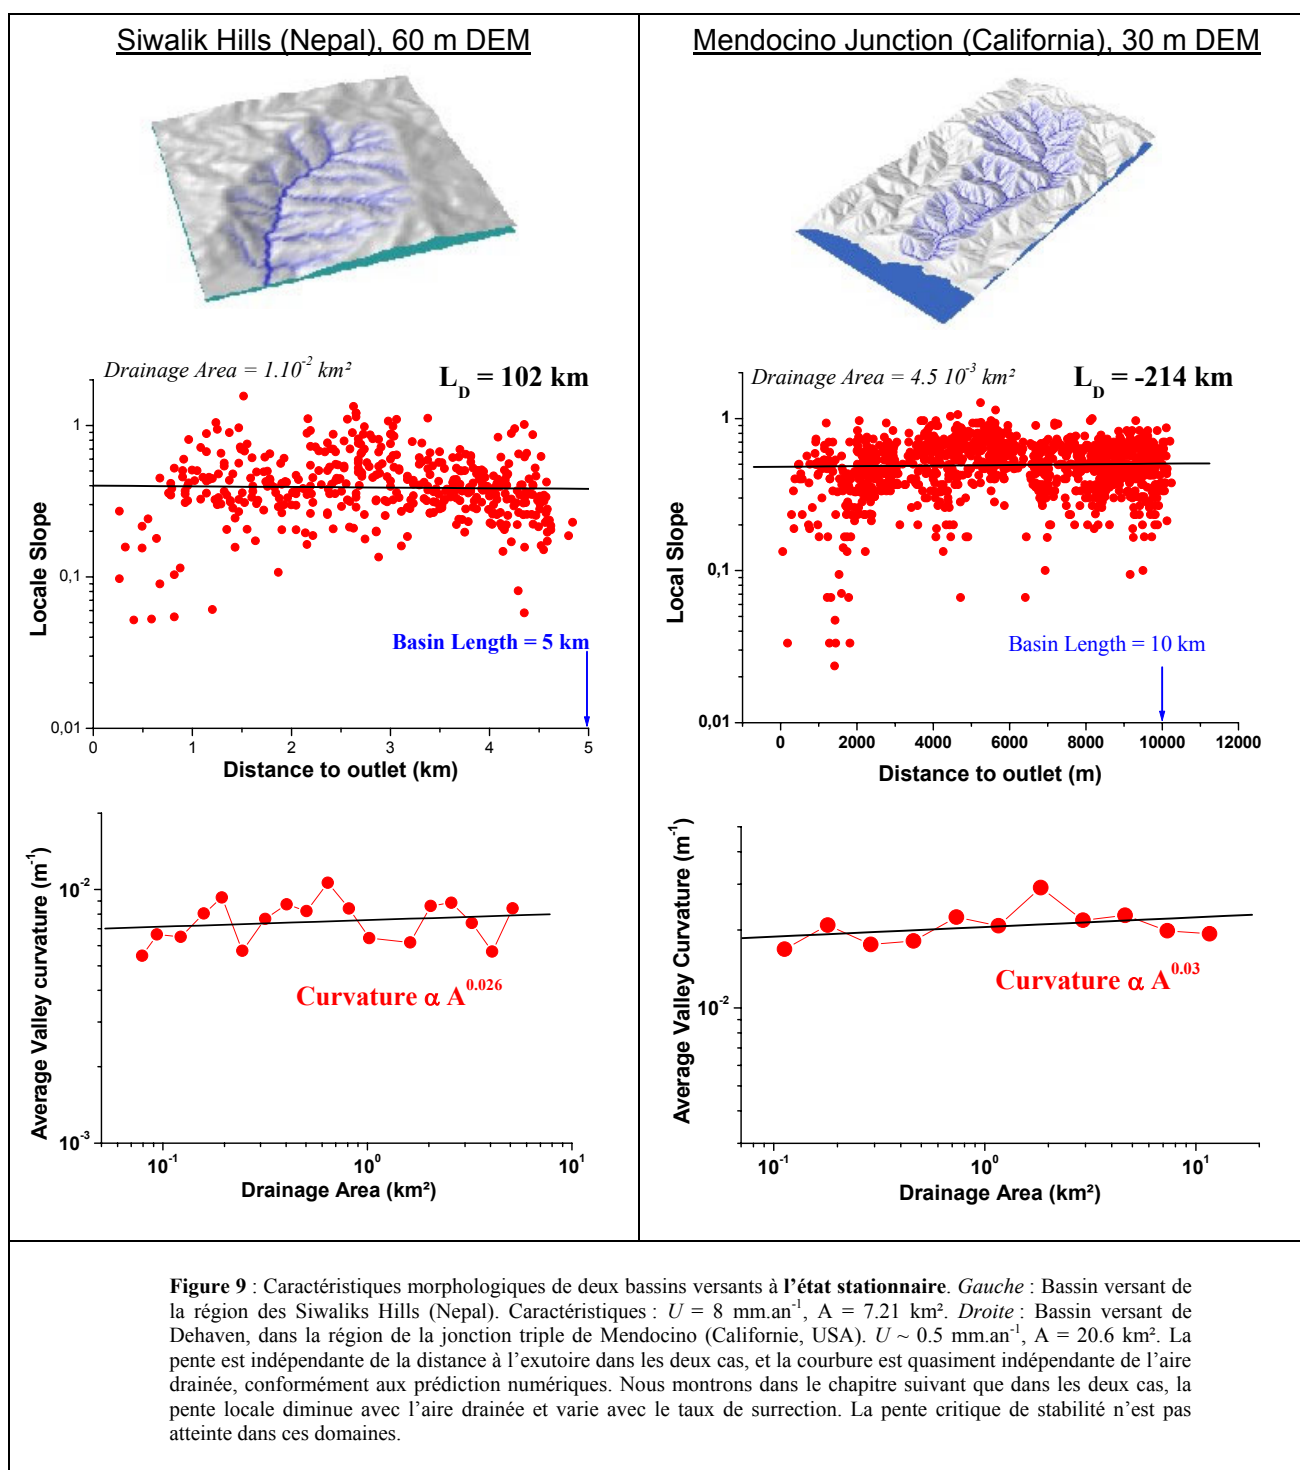 Siwalik Hills (Nepal), 60 m DEM
Drainage Area = 1.10-2 km²
L_D = 102 km
Locale Slope
1
0,1
0,01
Basin Length = 5 km
0 1 2 3 4 5
Distance to outlet (km)
Average Valley curvature (m-1)
10-2
10-3
Curvature α A0.026
10-1 100 101
Drainage Area (km²)
Mendocino Junction (California), 30 m DEM
Drainage Area = 4.5 10-3 km²
L_D = -214 km
Local Slope
1
0,1
0,01
Basin Length = 10 km
0 2000 4000 6000 8000 10000 12000
Distance to outlet (m)
Average Valley Curvature (m-1)
10-2
Curvature α A0.03
10-1 100 101
Drainage Area (km²)
Figure 9 : Caractéristiques morphologiques de deux bassins versants à l'état stationnaire. Gauche : Bassin versant de
la région des Siwaliks Hills (Nepal). Caractéristiques : U = 8 mm.an-1, A = 7.21 km². Droite : Bassin versant de
Dehaven, dans la région de la jonction triple de Mendocino (Californie, USA). U ~ 0.5 mm.an-1, A = 20.6 km². La
pente est indépendante de la distance à l'exutoire dans les deux cas, et la courbure est quasiment indépendante de l'aire
drainée, conformément aux prédiction numériques. Nous montrons dans le chapitre suivant que dans les deux cas, la
pente locale diminue avec l'aire drainée et varie avec le taux de surrection. La pente critique de stabilité n'est pas
atteinte dans ces domaines.